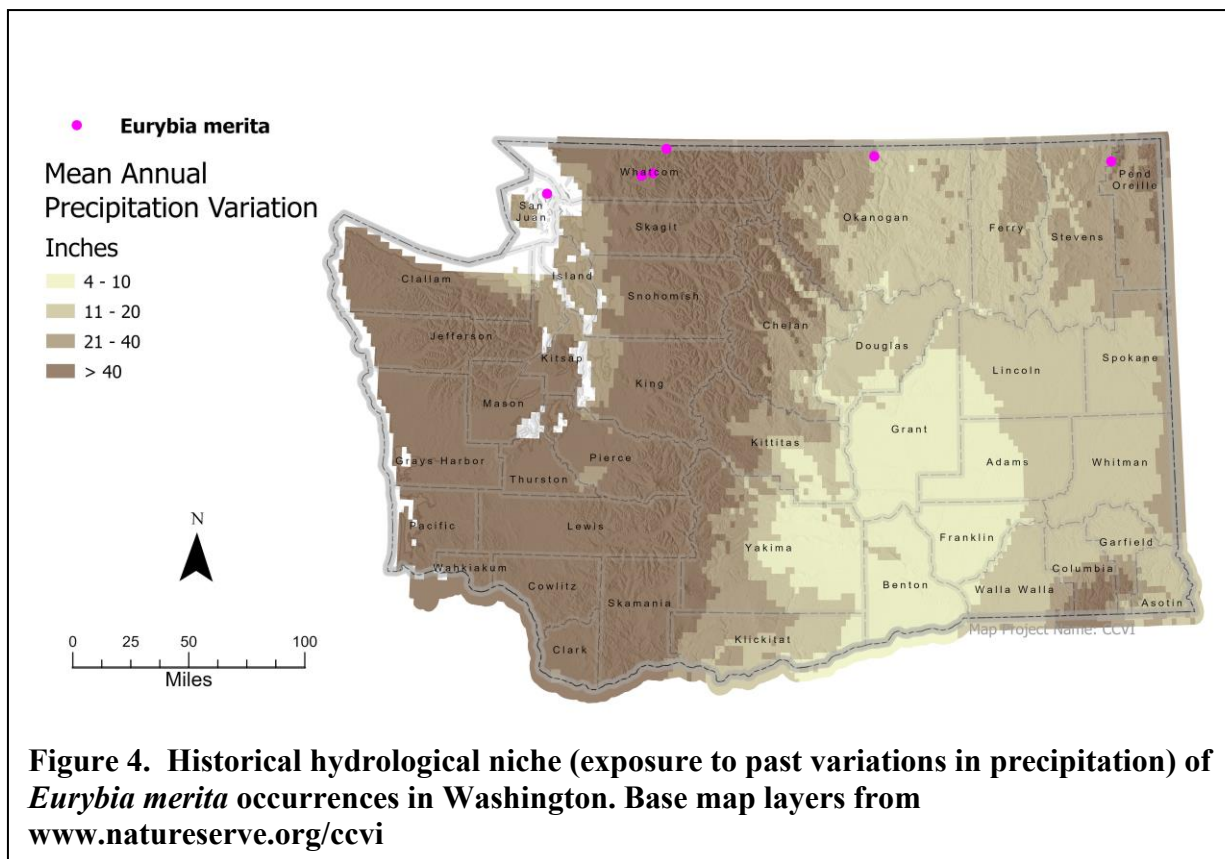 Eurybia merita
Mean Annual
Precipitation Variation
Inches
4 - 10
11 - 20
21 - 40
> 40
N
0 25 50 100
Miles
Whatcom
San
Juan
Skagit
Okanogan
Ferry
Stevens
Pend
Oreille
Clallam
Island
Snohomish
Chelan
Jefferson
Kitsap
Douglas
King
Lincoln
Spokane
Mason
Grant
Kittitas
Grays Harbor
Pierce
Adams
Whitman
Thurston
Pacific
Lewis
Yakima
Franklin
Garfield
Wahkiakum
Cowlitz
Skamania
Benton
Columbia
Walla Walla
Asotin
Klickitat
Clark
Map Project Name: CCVI
Figure 4. Historical hydrological niche (exposure to past variations in precipitation) of
Eurybia merita occurrences in Washington. Base map layers from
www.natureserve.org/ccvi